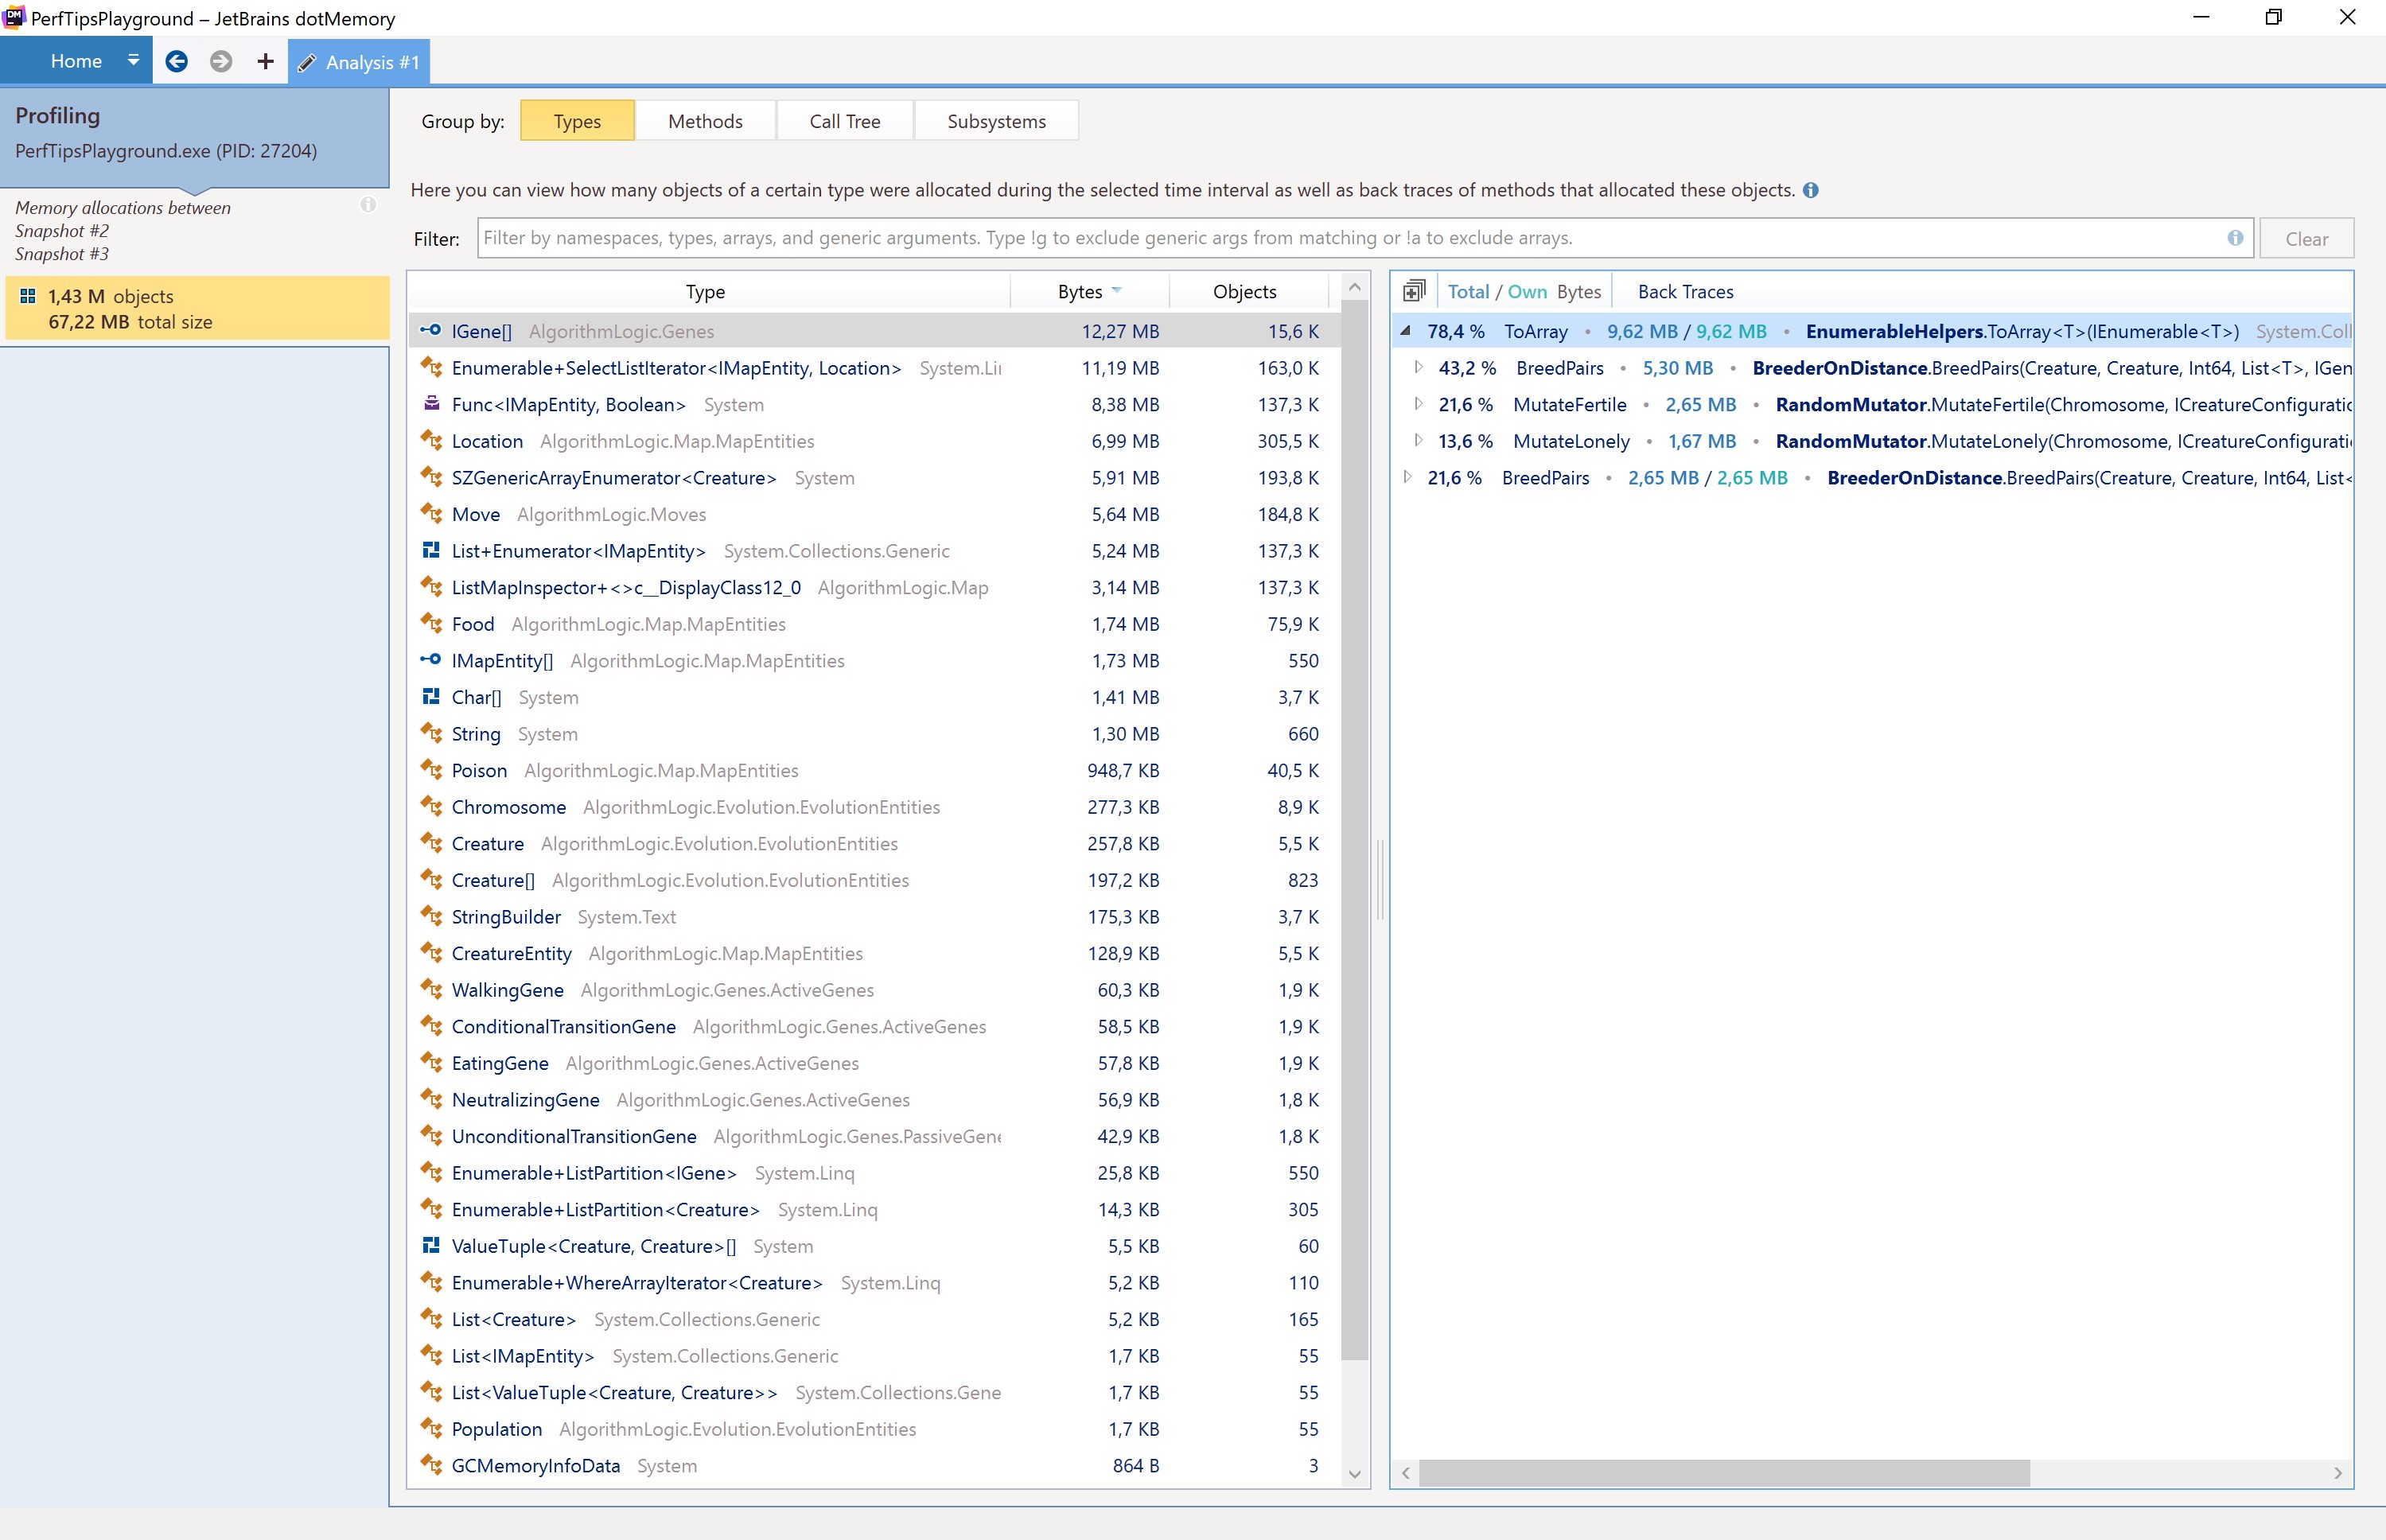 PerfTipsPlayground – JetBrains dotMemory
Home
Analysis #1
Profiling
PerfTipsPlayground.exe (PID: 27204)
Memory allocations between
Snapshot #2
Snapshot #3
1,43 M objects
67,22 MB total size
Group by: Types Methods Call Tree Subsystems
Here you can view how many objects of a certain type were allocated during the selected time interval as well as back traces of methods that allocated these objects.
Filter: Filter by namespaces, types, arrays, and generic arguments. Type !g to exclude generic args from matching or !a to exclude arrays. Clear
Type Bytes Objects
IGene[] AlgorithmLogic.Genes 12,27 MB 15,6 K
Enumerable+SelectListIterator<IMapEntity, Location> System.Lin 11,19 MB 163,0 K
Func<IMapEntity, Boolean> System 8,38 MB 137,3 K
Location AlgorithmLogic.Map.MapEntities 6,99 MB 305,5 K
SZGenericArrayEnumerator<Creature> System 5,91 MB 193,8 K
Move AlgorithmLogic.Moves 5,64 MB 184,8 K
List+Enumerator<IMapEntity> System.Collections.Generic 5,24 MB 137,3 K
ListMapInspector+<>c__DisplayClass12_0 AlgorithmLogic.Map 3,14 MB 137,3 K
Food AlgorithmLogic.Map.MapEntities 1,74 MB 75,9 K
IMapEntity[] AlgorithmLogic.Map.MapEntities 1,73 MB 550
Char[] System 1,41 MB 3,7 K
String System 1,30 MB 660
Poison AlgorithmLogic.Map.MapEntities 948,7 KB 40,5 K
Chromosome AlgorithmLogic.Evolution.EvolutionEntities 277,3 KB 8,9 K
Creature AlgorithmLogic.Evolution.EvolutionEntities 257,8 KB 5,5 K
Creature[] AlgorithmLogic.Evolution.EvolutionEntities 197,2 KB 823
StringBuilder System.Text 175,3 KB 3,7 K
CreatureEntity AlgorithmLogic.Map.MapEntities 128,9 KB 5,5 K
WalkingGene AlgorithmLogic.Genes.ActiveGenes 60,3 KB 1,9 K
ConditionalTransitionGene AlgorithmLogic.Genes.ActiveGenes 58,5 KB 1,9 K
EatingGene AlgorithmLogic.Genes.ActiveGenes 57,8 KB 1,9 K
NeutralizingGene AlgorithmLogic.Genes.ActiveGenes 56,9 KB 1,8 K
UnconditionalTransitionGene AlgorithmLogic.Genes.PassiveGene 42,9 KB 1,8 K
Enumerable+ListPartition<IGene> System.Linq 25,8 KB 550
Enumerable+ListPartition<Creature> System.Linq 14,3 KB 305
ValueTuple<Creature, Creature>[] System 5,5 KB 60
Enumerable+WhereArrayIterator<Creature> System.Linq 5,2 KB 110
List<Creature> System.Collections.Generic 5,2 KB 165
List<IMapEntity> System.Collections.Generic 1,7 KB 55
List<ValueTuple<Creature, Creature>> System.Collections.Gene 1,7 KB 55
Population AlgorithmLogic.Evolution.EvolutionEntities 1,7 KB 55
GCMemoryInfoData System 864 B 3
Total / Own Bytes Back Traces
78,4 % ToArray • 9,62 MB / 9,62 MB • EnumerableHelpers.ToArray<T>(IEnumerable<T>) System.Coll
43,2 % BreedPairs • 5,30 MB • BreederOnDistance.BreedPairs(Creature, Creature, Int64, List<T>, IGen
21,6 % MutateFertile • 2,65 MB • RandomMutator.MutateFertile(Chromosome, ICreatureConfiguratio
13,6 % MutateLonely • 1,67 MB • RandomMutator.MutateLonely(Chromosome, ICreatureConfigurati
21,6 % BreedPairs • 2,65 MB / 2,65 MB • BreederOnDistance.BreedPairs(Creature, Creature, Int64, List<